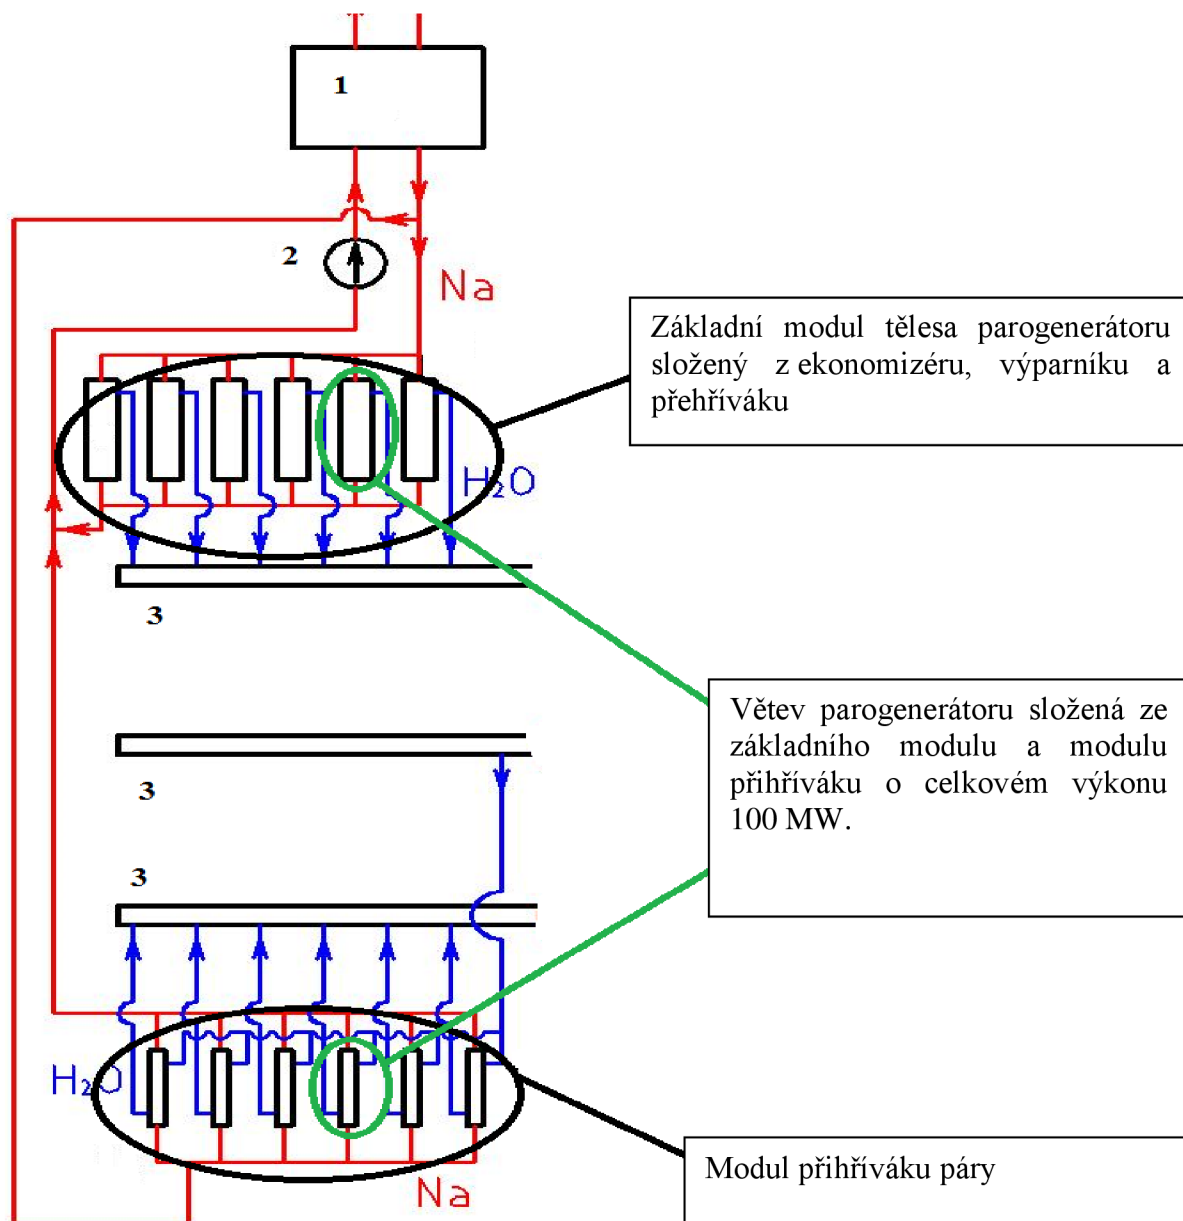 1
2
Na
Základní modul tělesa parogenerátoru
složený z ekonomizéru, výparníku a
přehříváku
H₂O
3
Větev parogenerátoru složená ze
základního modulu a modulu
přihříváku o celkovém výkonu
100 MW.
3
3
H₂O
Modul přihříváku páry
Na